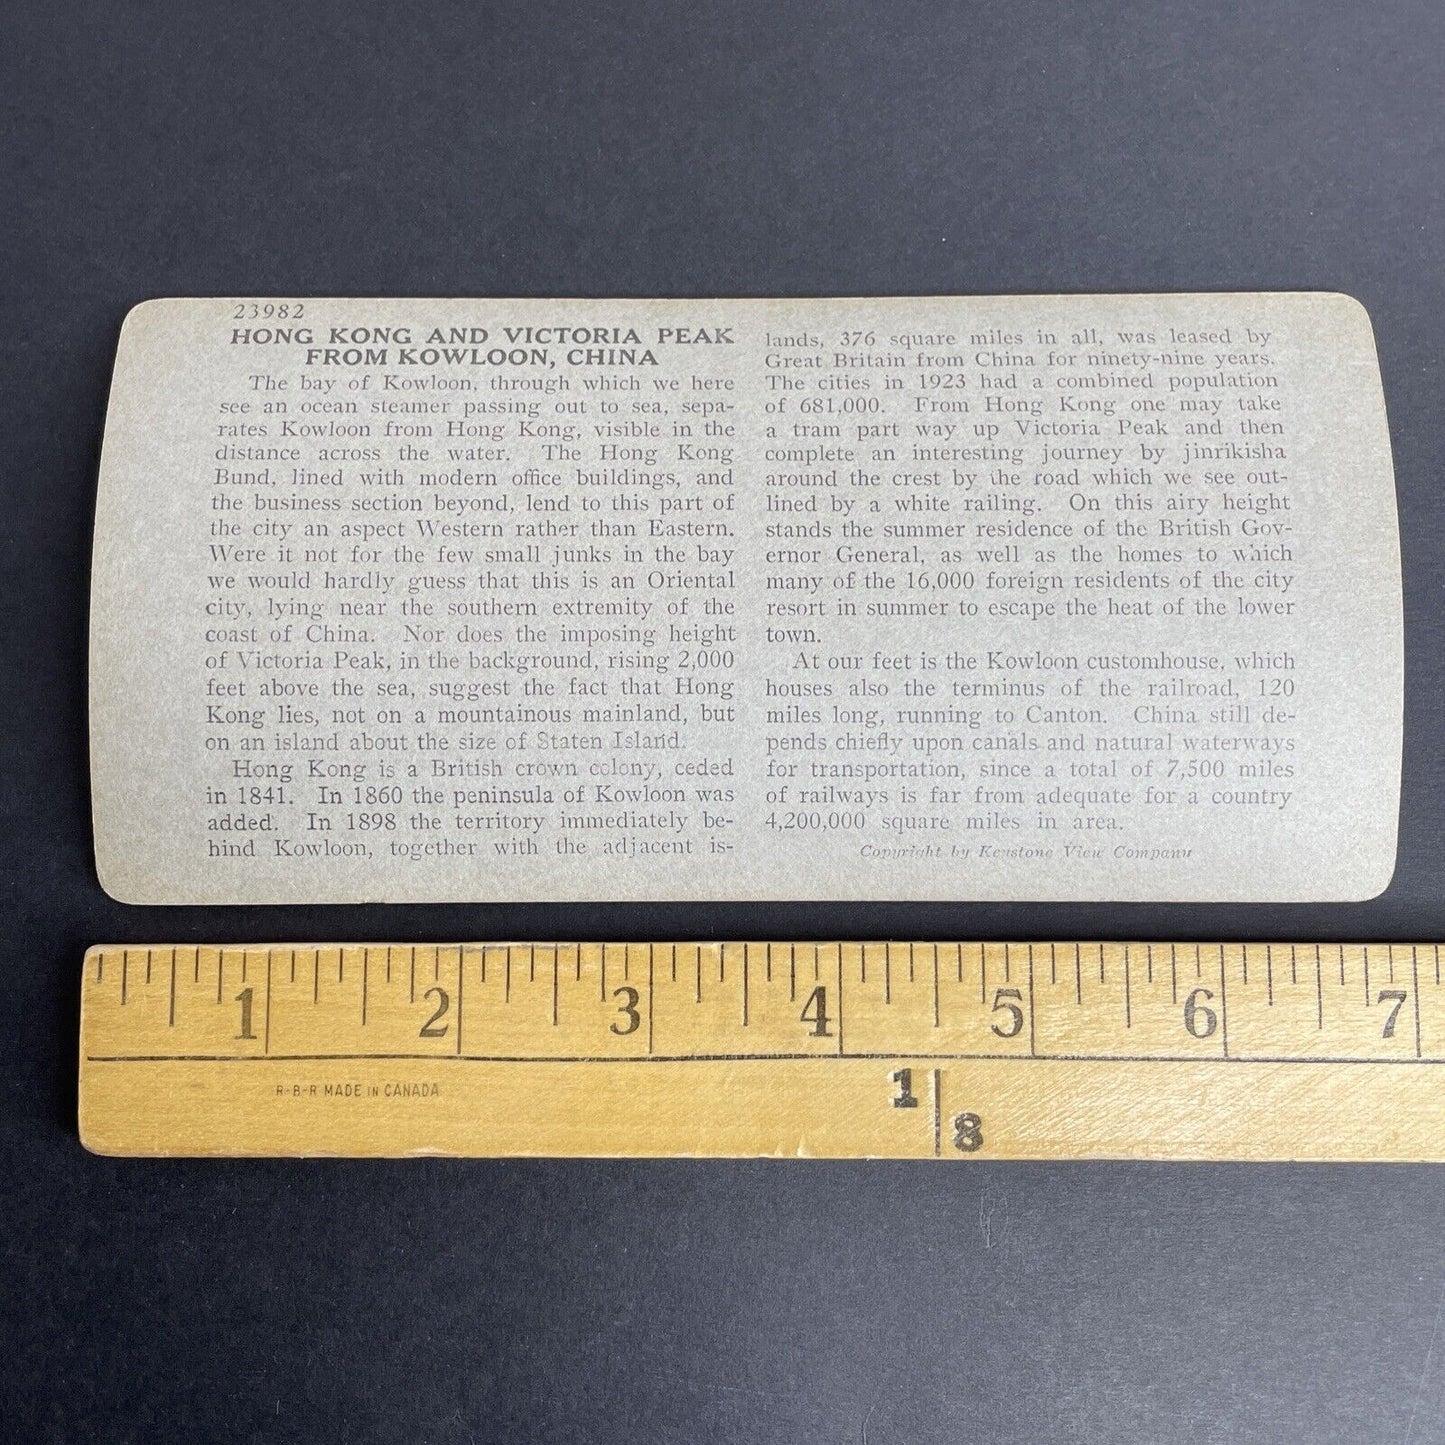 23982
HONG KONG AND VICTORIA PEAK
FROM KOWLOON, CHINA
The bay of Kowloon, through which we here
see an ocean steamer passing out to sea, sepa-
rates Kowloon from Hong Kong, visible in the
distance across the water. The Hong Kong
Bund, lined with modern office buildings, and
the business section beyond, lend to this part of
the city an aspect Western rather than Eastern.
Were it not for the few small junks in the bay
we would hardly guess that this is an Oriental
city, lying near the southern extremity of the
coast of China. Nor does the imposing height
of Victoria Peak, in the background, rising 2,000
feet above the sea, suggest the fact that Hong
Kong lies, not on a mountainous mainland, but
on an island about the size of Staten Island.
Hong Kong is a British crown colony, ceded
in 1841. In 1860 the peninsula of Kowloon was
added. In 1898 the territory immediately be-
hind Kowloon, together with the adjacent is-
lands, 376 square miles in all, was leased by
Great Britain from China for ninety-nine years.
The cities in 1923 had a combined population
of 681,000. From Hong Kong one may take
a tram part way up Victoria Peak and then
complete an interesting journey by jinrikisha
around the crest by the road which we see out-
lined by a white railing. On this airy height
stands the summer residence of the British Gov-
ernor General, as well as the homes to which
many of the 16,000 foreign residents of the city
resort in summer to escape the heat of the lower
town.
At our feet is the Kowloon customhouse, which
houses also the terminus of the railroad, 120
miles long, running to Canton. China still de-
pends chiefly upon canals and natural waterways
for transportation, since a total of 7,500 miles
of railways is far from adequate for a country
4,200,000 square miles in area.
Copyright by Keystone View Company
1 2 3 4 5 6 7
R-B-R MADE IN CANADA
1
8